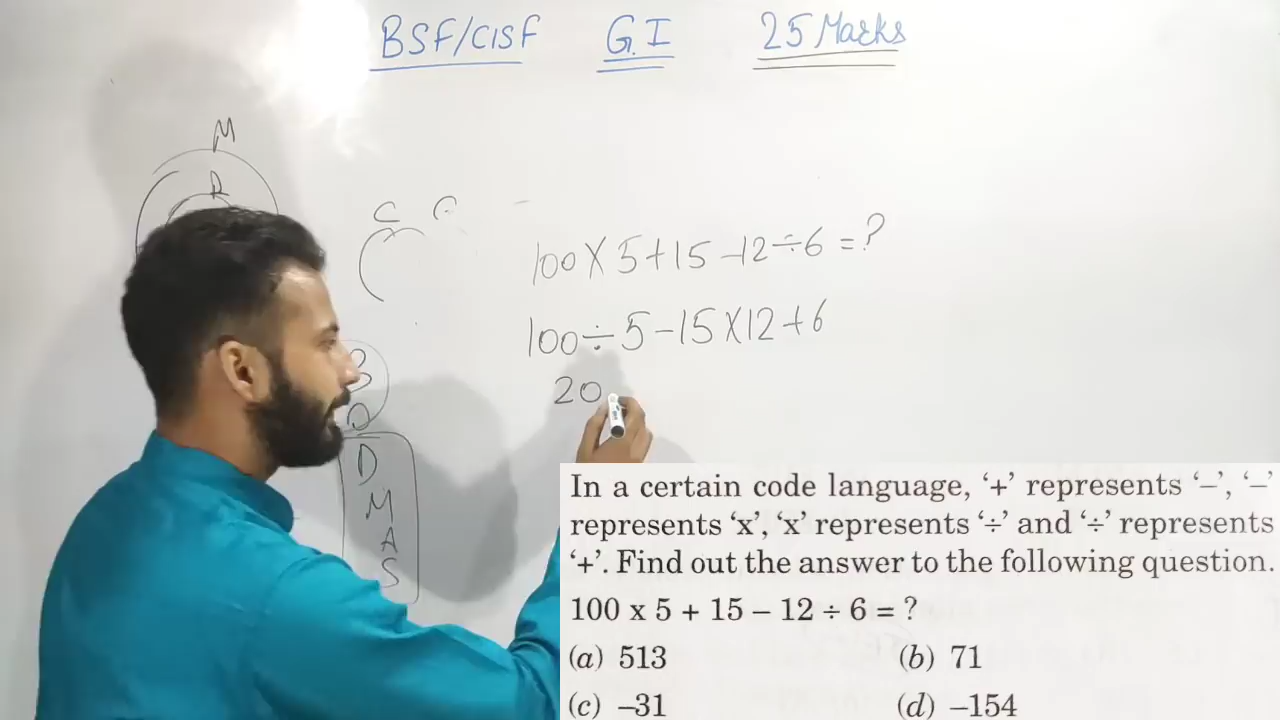 BSF/CISF G.I 25 Marks
M
C
100 X 5 + 15 - 12 ÷ 6 = ?
100 ÷ 5 - 15 X 12 + 6
20
B
O
D
M
A
S
In a certain code language, ‘+’ represents ‘–’, ‘–’
represents ‘x’, ‘x’ represents ‘÷’ and ‘÷’ represents
‘+’. Find out the answer to the following question.
100 x 5 + 15 – 12 ÷ 6 = ?
(a) 513 (b) 71
(c) –31 (d) –154